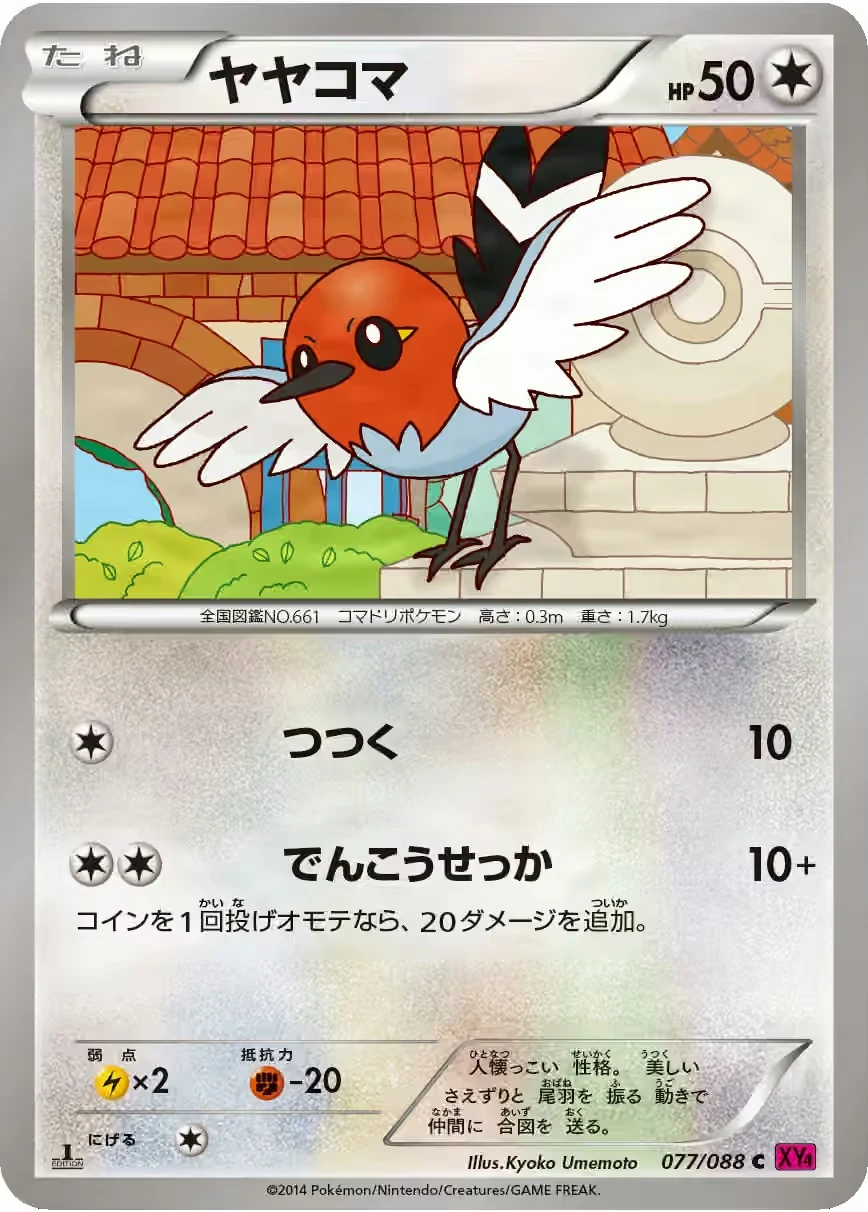 たね ヤヤコマ HP50
全国図鑑NO.661 コマドリポケモン 高さ:0.3m 重さ:1.7kg
つつく 10
でんこうせっか 10+
コインを1回投げオモテなら、20ダメージを追加。
弱点 抵抗力
×2 -20
にげる
人懐っこい 性格。 美しい
さえずりと 尾羽を 振る 動きで
仲間に 合図を 送る。
1 EDITION
Illus.Kyoko Umemoto 077/088 C XY4
©2014 Pokémon/Nintendo/Creatures/GAME FREAK.